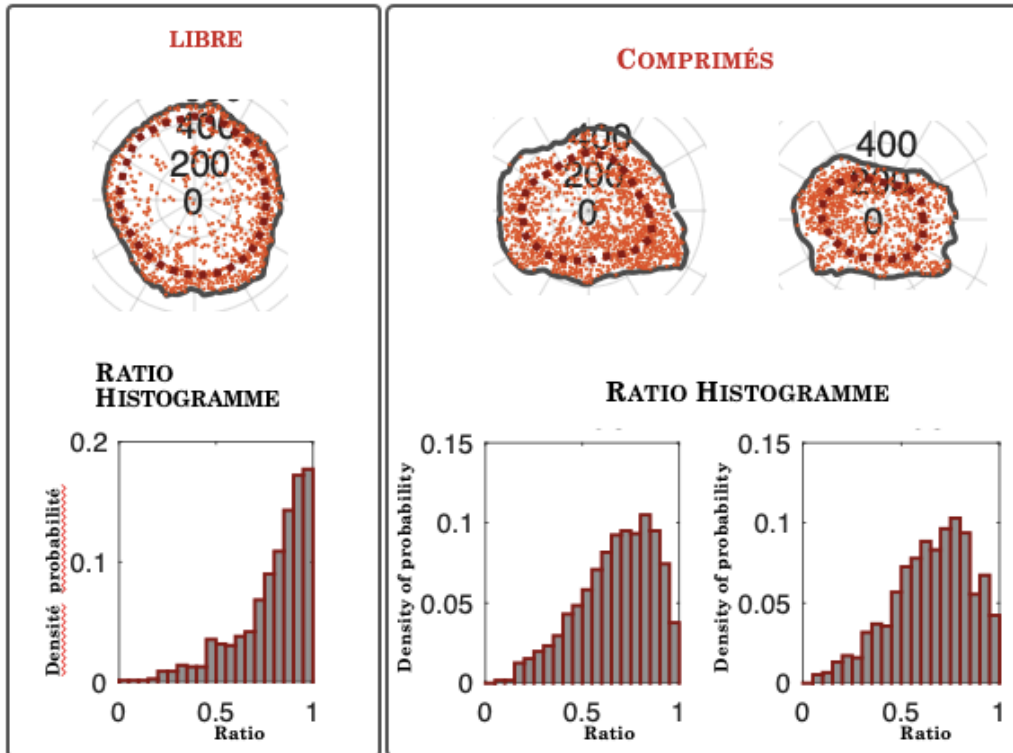 LIBRE
400
200
0
RATIO
HISTOGRAMME
0.2
0.1
0
Densité probabilité
0 0.5 1
Ratio
COMPRIMÉS
400
200
0
400
200
0
RATIO HISTOGRAMME
0.15
0.1
0.05
0
Density of probability
0 0.5 1
Ratio
0.15
0.1
0.05
0
Density of probability
0 0.5 1
Ratio